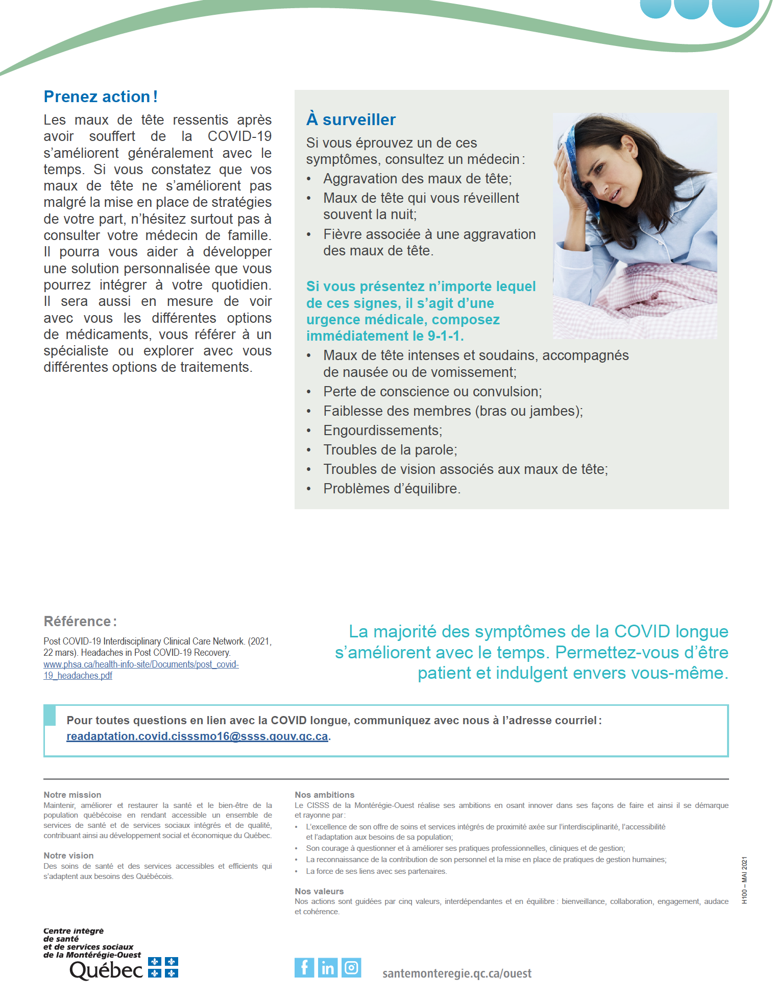 Prenez action !
Les maux de tête ressentis après
avoir souffert de la COVID-19
s’améliorent généralement avec le
temps. Si vous constatez que vos
maux de tête ne s’améliorent pas
malgré la mise en place de stratégies
de votre part, n’hésitez surtout pas à
consulter votre médecin de famille.
Il pourra vous aider à développer
une solution personnalisée que vous
pourrez intégrer à votre quotidien.
Il sera aussi en mesure de voir
avec vous les différentes options
de médicaments, vous référer à un
spécialiste ou explorer avec vous
différentes options de traitements.
À surveiller
Si vous éprouvez un de ces
symptômes, consultez un médecin :
• Aggravation des maux de tête;
• Maux de tête qui vous réveillent
souvent la nuit;
• Fièvre associée à une aggravation
des maux de tête.
Si vous présentez n’importe lequel
de ces signes, il s’agit d’une
urgence médicale, composez
immédiatement le 9-1-1.
• Maux de tête intenses et soudains, accompagnés
de nausée ou de vomissement;
• Perte de conscience ou convulsion;
• Faiblesse des membres (bras ou jambes);
• Engourdissements;
• Troubles de la parole;
• Troubles de vision associés aux maux de tête;
• Problèmes d’équilibre.
Référence :
Post COVID-19 Interdisciplinary Clinical Care Network. (2021,
22 mars). Headaches in Post COVID-19 Recovery.
www.phsa.ca/health-info-site/Documents/post_covid-
19_headaches.pdf
La majorité des symptômes de la COVID longue
s’améliorent avec le temps. Permettez-vous d’être
patient et indulgent envers vous-même.
Pour toutes questions en lien avec la COVID longue, communiquez avec nous à l’adresse courriel :
readaptation.covid.cisssmo16@ssss.gouv.qc.ca.
Notre mission
Maintenir, améliorer et restaurer la santé et le bien-être de la
population québécoise en rendant accessible un ensemble de
services de santé et de services sociaux intégrés et de qualité,
contribuant ainsi au développement social et économique du Québec.
Notre vision
Des soins de santé et des services accessibles et efficients qui
s’adaptent aux besoins des Québécois.
Nos ambitions
Le CISSS de la Montérégie-Ouest réalise ses ambitions en osant innover dans ses façons de faire et ainsi il se démarque
et rayonne par :
• L’excellence de son offre de soins et services intégrés de proximité axée sur l’interdisciplinarité, l’accessibilité
et l’adaptation aux besoins de sa population;
• Son courage à questionner et à améliorer ses pratiques professionnelles, cliniques et de gestion;
• La reconnaissance de la contribution de son personnel et la mise en place de pratiques de gestion humaines;
• La force de ses liens avec ses partenaires.
Nos valeurs
Nos actions sont guidées par cinq valeurs, interdépendantes et en équilibre : bienveillance, collaboration, engagement, audace
et cohérence.
H100 – MAI 2021
Centre intégré
de santé
et de services sociaux
de la Montérégie-Ouest
Québec
f in
santemonteregie.qc.ca/ouest